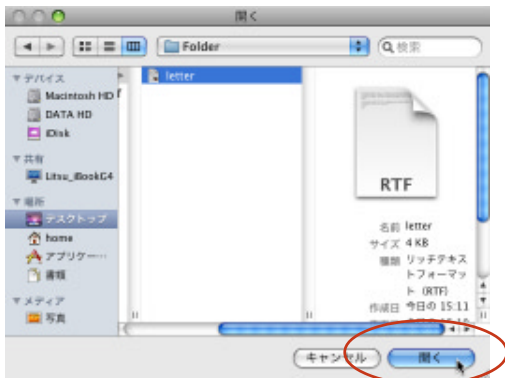 開く
Folder
検索
デバイス
Macintosh HD
DATA HD
iDisk
共有
Litsu_iBookG4
場所
デスクトップ
home
アプリケー…
書類
メディア
写真
letter
RTF
名前 letter
サイズ 4 KB
種類 リッチテキス
トフォーマッ
ト (RTF)
作成日 今日の 15:11
キャンセル
開く